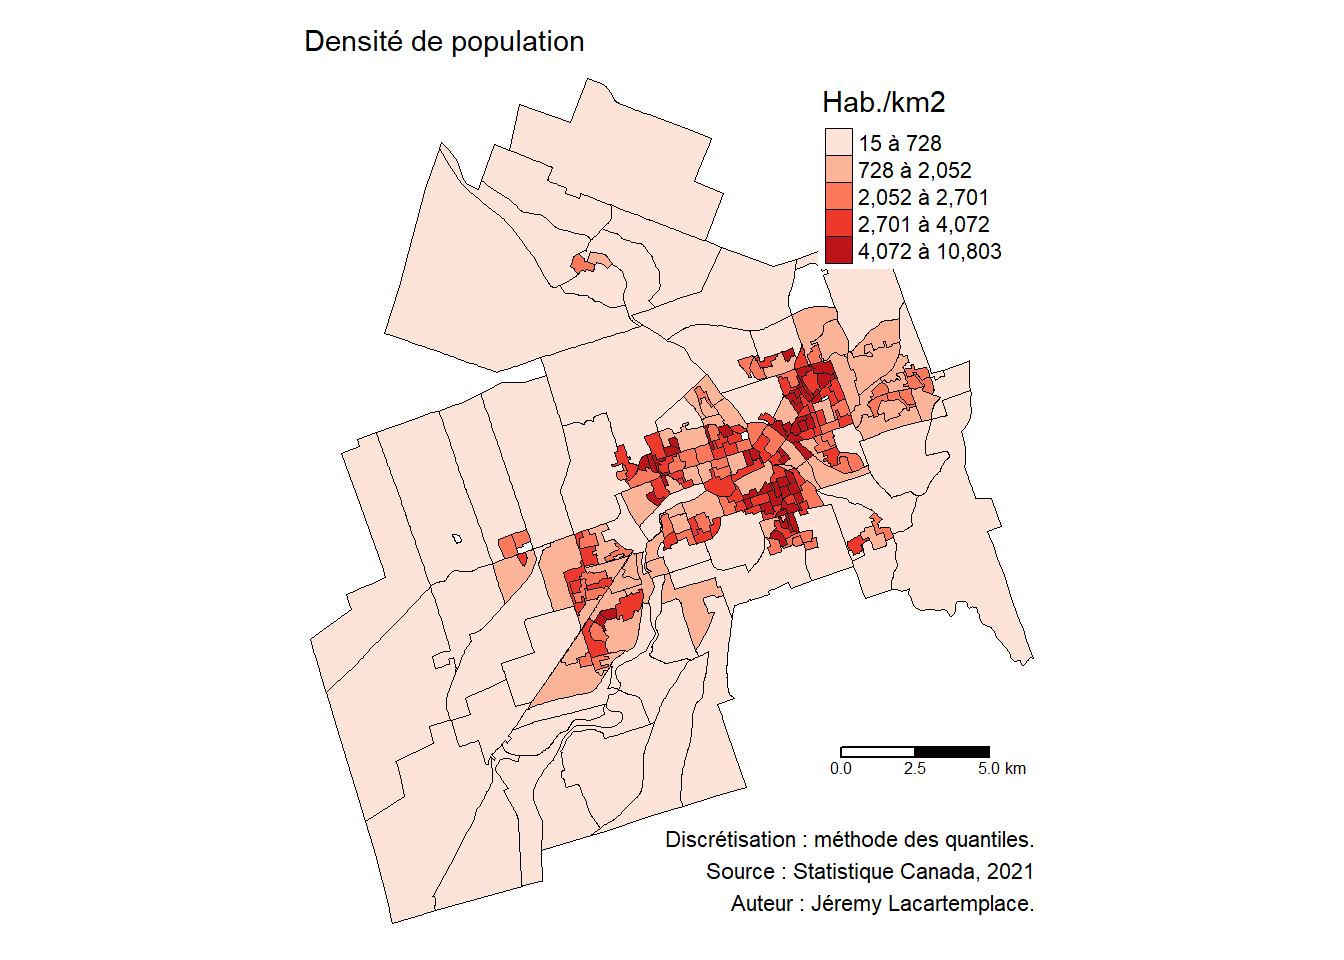 Densité de population
Hab./km2
15 à 728
728 à 2,052
2,052 à 2,701
2,701 à 4,072
4,072 à 10,803
0.0 2.5 5.0 km
Discrétisation : méthode des quantiles.
Source : Statistique Canada, 2021
Auteur : Jéremy Lacartemplace.